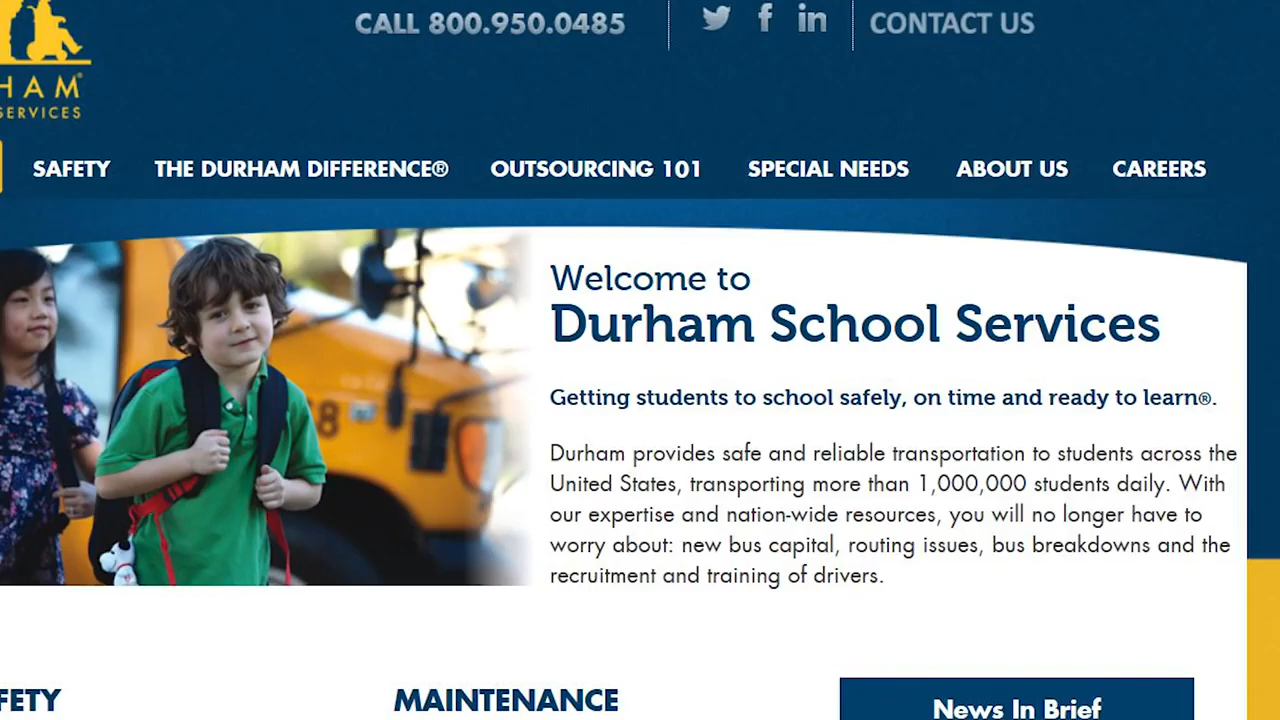 CALL 800.950.0485
CONTACT US
HAM®
SERVICES
SAFETY THE DURHAM DIFFERENCE® OUTSOURCING 101 SPECIAL NEEDS ABOUT US CAREERS
Welcome to
Durham School Services
Getting students to school safely, on time and ready to learn®.
Durham provides safe and reliable transportation to students across the
United States, transporting more than 1,000,000 students daily. With
our expertise and nation-wide resources, you will no longer have to
worry about: new bus capital, routing issues, bus breakdowns and the
recruitment and training of drivers.
FETY
MAINTENANCE
News In Brief